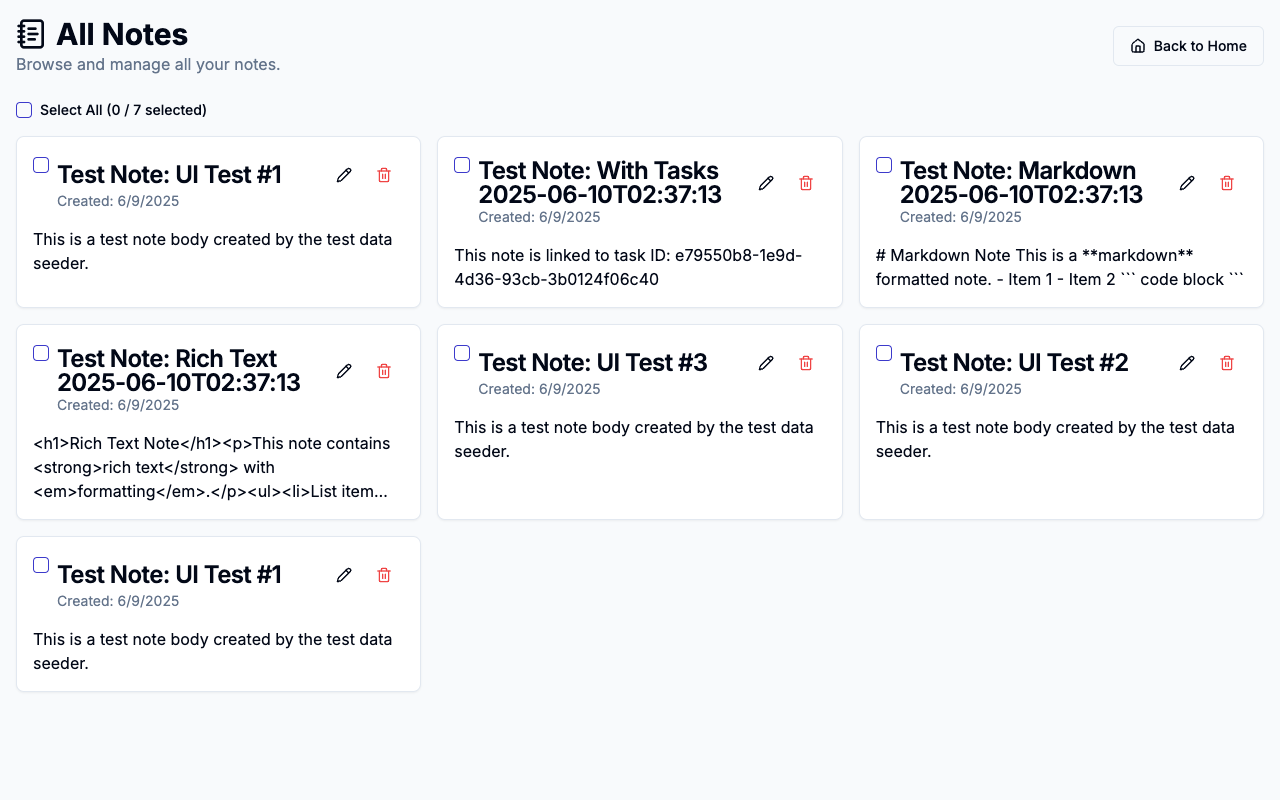 All Notes
Browse and manage all your notes.
Back to Home
Select All (0 / 7 selected)
Test Note: UI Test #1
Created: 6/9/2025
This is a test note body created by the test data
seeder.
Test Note: With Tasks
2025-06-10T02:37:13
Created: 6/9/2025
This note is linked to task ID: e79550b8-1e9d-
4d36-93cb-3b0124f06c40
Test Note: Markdown
2025-06-10T02:37:13
Created: 6/9/2025
# Markdown Note This is a **markdown**
formatted note. - Item 1 - Item 2 ``` code block ```
Test Note: Rich Text
2025-06-10T02:37:13
Created: 6/9/2025
<h1>Rich Text Note</h1><p>This note contains
<strong>rich text</strong> with
<em>formatting</em>.</p><ul><li>List item...
Test Note: UI Test #3
Created: 6/9/2025
This is a test note body created by the test data
seeder.
Test Note: UI Test #2
Created: 6/9/2025
This is a test note body created by the test data
seeder.
Test Note: UI Test #1
Created: 6/9/2025
This is a test note body created by the test data
seeder.